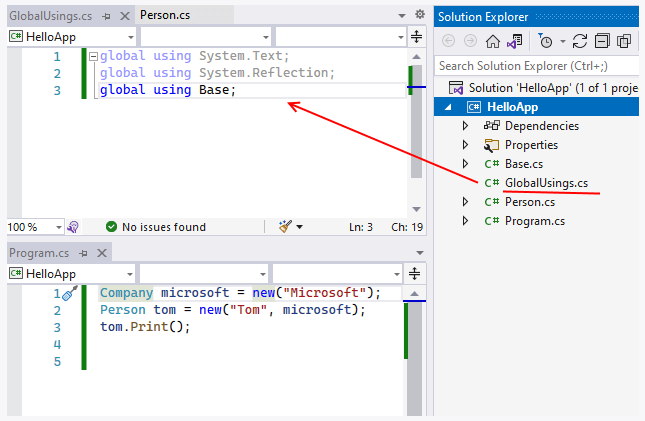 GlobalUsings.cs
Person.cs
HelloApp
1 global using System.Text;
2 global using System.Reflection;
3 global using Base;
100 %
No issues found
Ln: 3
Ch: 19
Program.cs
HelloApp
1 Company microsoft = new("Microsoft");
2 Person tom = new("Tom", microsoft);
3 tom.Print();
4
5
Solution Explorer
Search Solution Explorer (Ctrl+;)
Solution 'HelloApp' (1 of 1 proje
C# HelloApp
Dependencies
Properties
C# Base.cs
C# GlobalUsings.cs
C# Person.cs
C# Program.cs